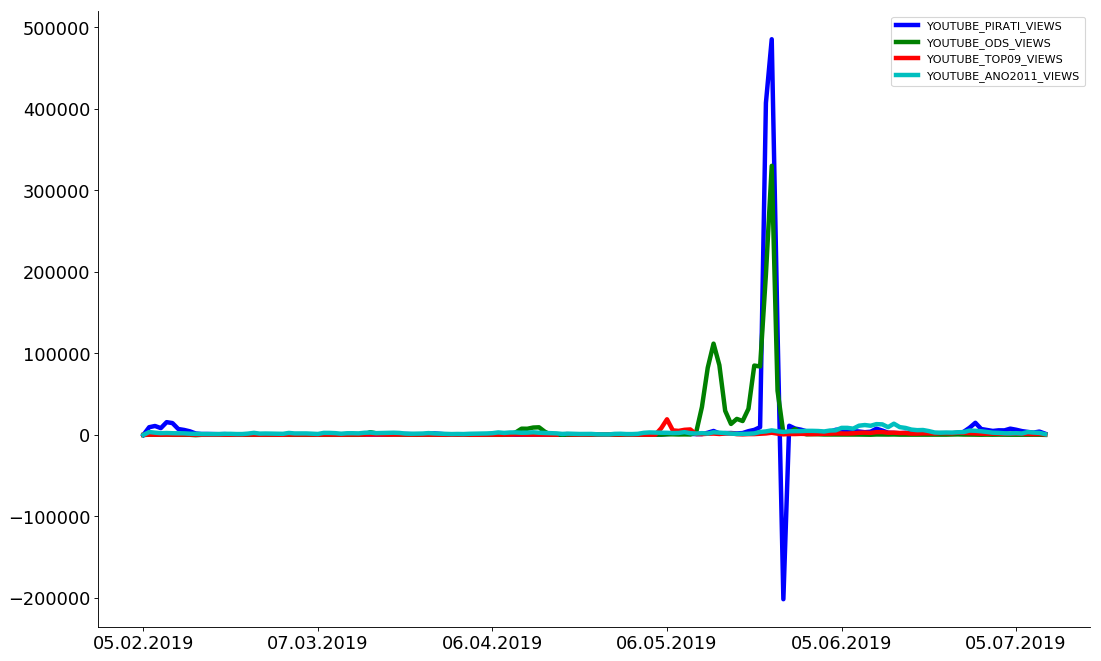 500000
400000
300000
200000
100000
0
−100000
−200000
05.02.2019 07.03.2019 06.04.2019 06.05.2019 05.06.2019 05.07.2019
YOUTUBE_PIRATI_VIEWS
YOUTUBE_ODS_VIEWS
YOUTUBE_TOP09_VIEWS
YOUTUBE_ANO2011_VIEWS